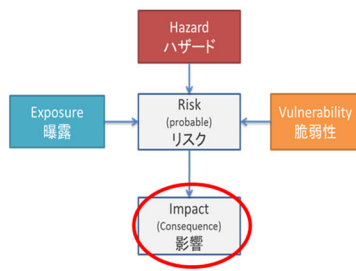 Hazard
ハザード
Exposure
曝露
Risk
(probable)
リスク
Vulnerability
脆弱性
Impact
(Consequence)
影響